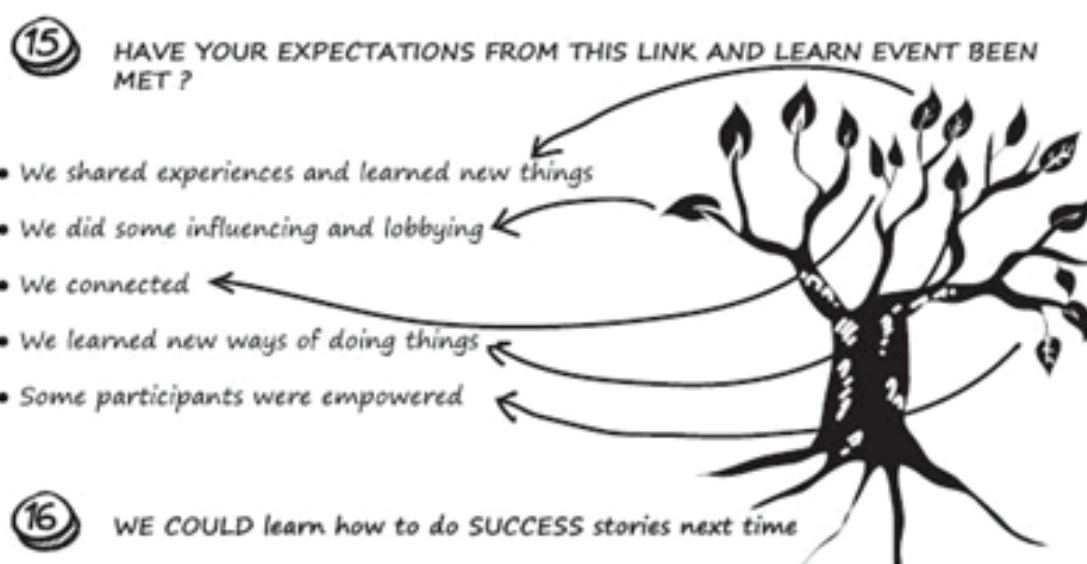 15
HAVE YOUR EXPECTATIONS FROM THIS LINK AND LEARN EVENT BEEN
MET ?
• We shared experiences and learned new things
• We did some influencing and lobbying
• We connected
• We learned new ways of doing things
• Some participants were empowered
16
WE COULD learn how to do SUCCESS stories next time